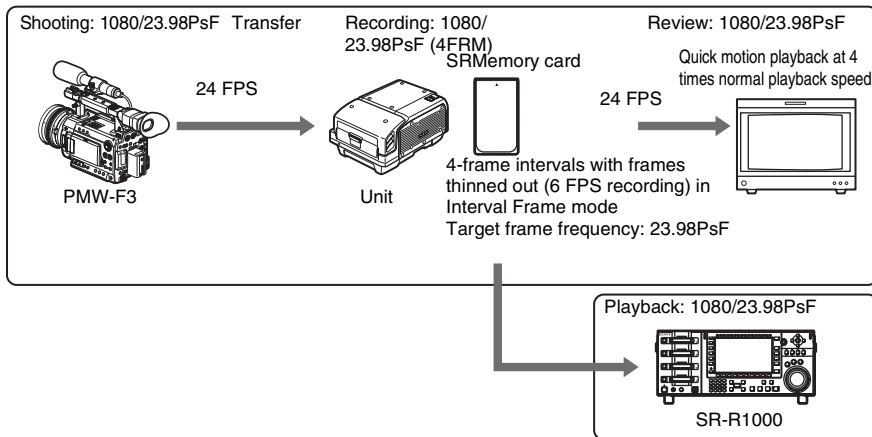 Shooting: 1080/23.98PsF
Transfer
Recording: 1080/
23.98PsF (4FRM)
Review: 1080/23.98PsF
SRMemory card
Quick motion playback at 4
times normal playback speed
24 FPS
24 FPS
PMW-F3
Unit
4-frame intervals with frames
thinned out (6 FPS recording) in
Interval Frame mode
Target frame frequency: 23.98PsF
Playback: 1080/23.98PsF
SR-R1000